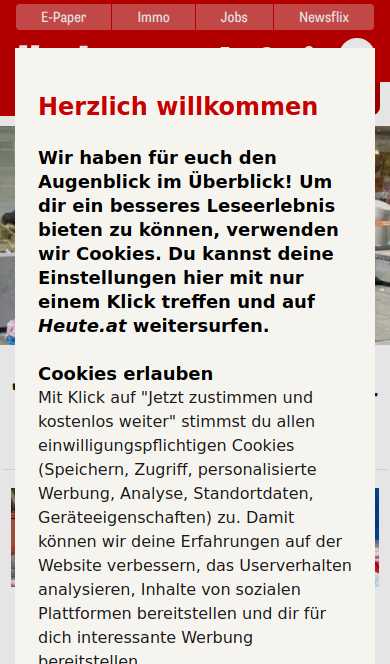 E-Paper
Immo
Jobs
Newsflix
Herzlich willkommen
Wir haben für euch den
Augenblick im Überblick! Um
dir ein besseres Leseerlebnis
bieten zu können, verwenden
wir Cookies. Du kannst deine
Einstellungen hier mit nur
einem Klick treffen und auf
Heute.at weitersurfen.
Cookies erlauben
Mit Klick auf "Jetzt zustimmen und
kostenlos weiter" stimmst du allen
einwilligungspflichtigen Cookies
(Speichern, Zugriff, personalisierte
Werbung, Analyse, Standortdaten,
Geräteeigenschaften) zu. Damit
können wir deine Erfahrungen auf der
Website verbessern, das Userverhalten
analysieren, Inhalte von sozialen
Plattformen bereitstellen und dir für
dich interessante Werbung
bereitstellen.